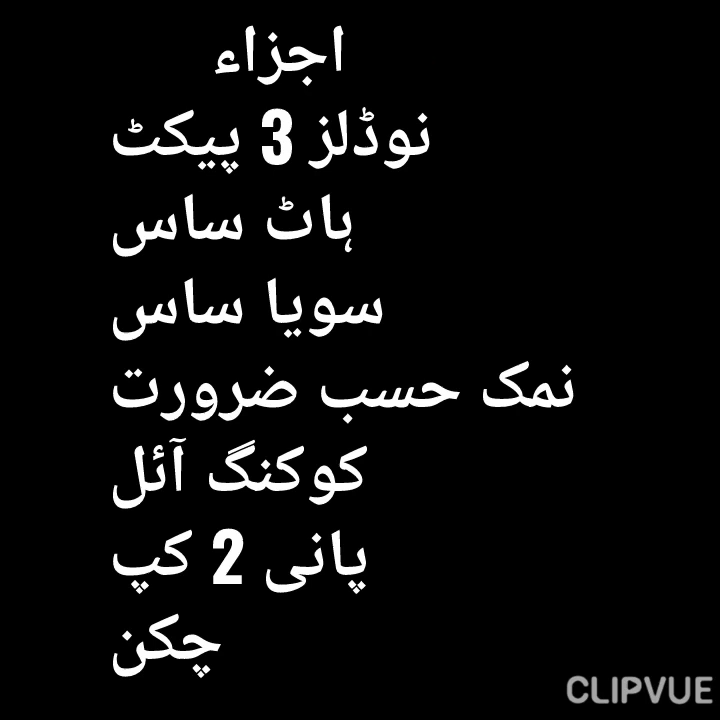 اجزاء
نوڈلز 3 پیکٹ
ہاٹ ساس
سویا ساس
نمک حسب ضرورت
کوکنگ آئل
پانی 2 کپ
چکن
CLIPVUE